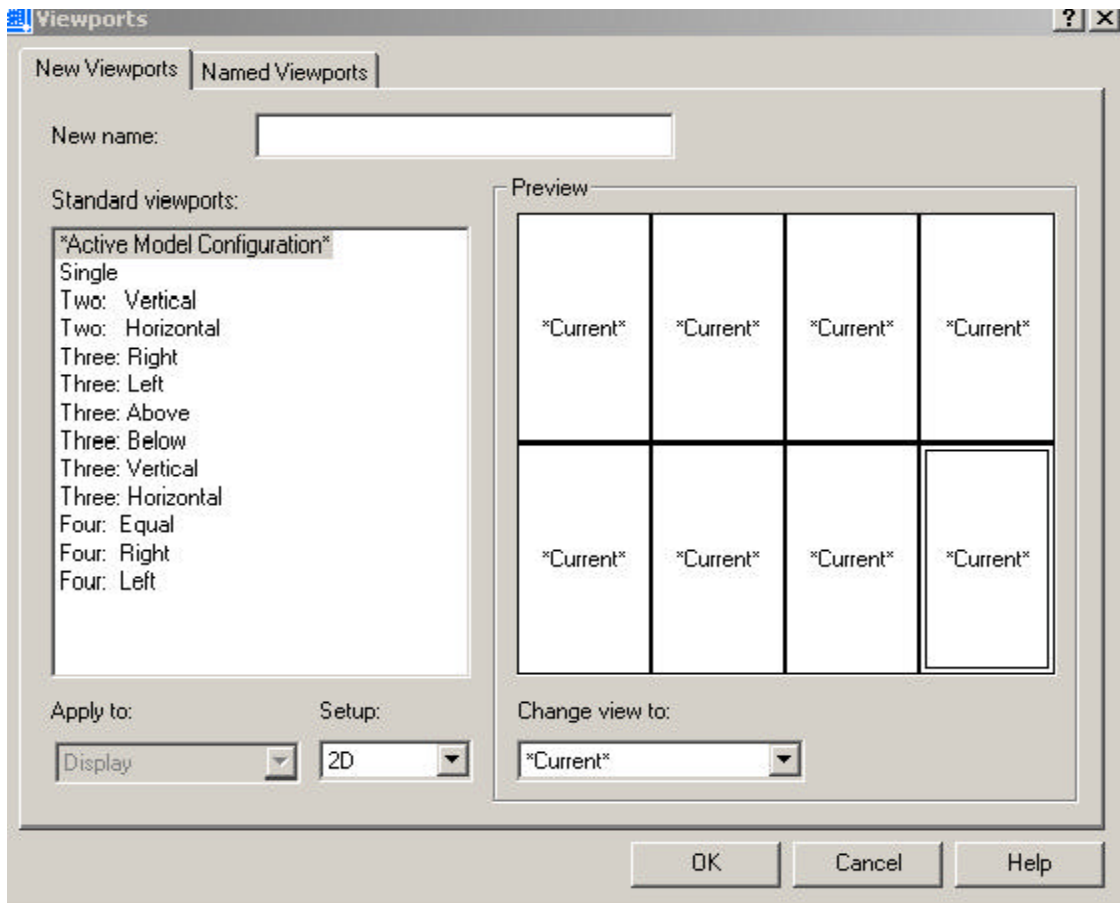 Viewports
New Viewports Named Viewports
New name:
Standard viewports:
*Active Model Configuration*
Single
Two: Vertical
Two: Horizontal
Three: Right
Three: Left
Three: Above
Three: Below
Three: Vertical
Three: Horizontal
Four: Equal
Four: Right
Four: Left
Apply to:
Display
Setup:
2D
Preview
*Current* *Current* *Current* *Current*
*Current* *Current* *Current* *Current*
Change view to:
*Current*
OK Cancel Help